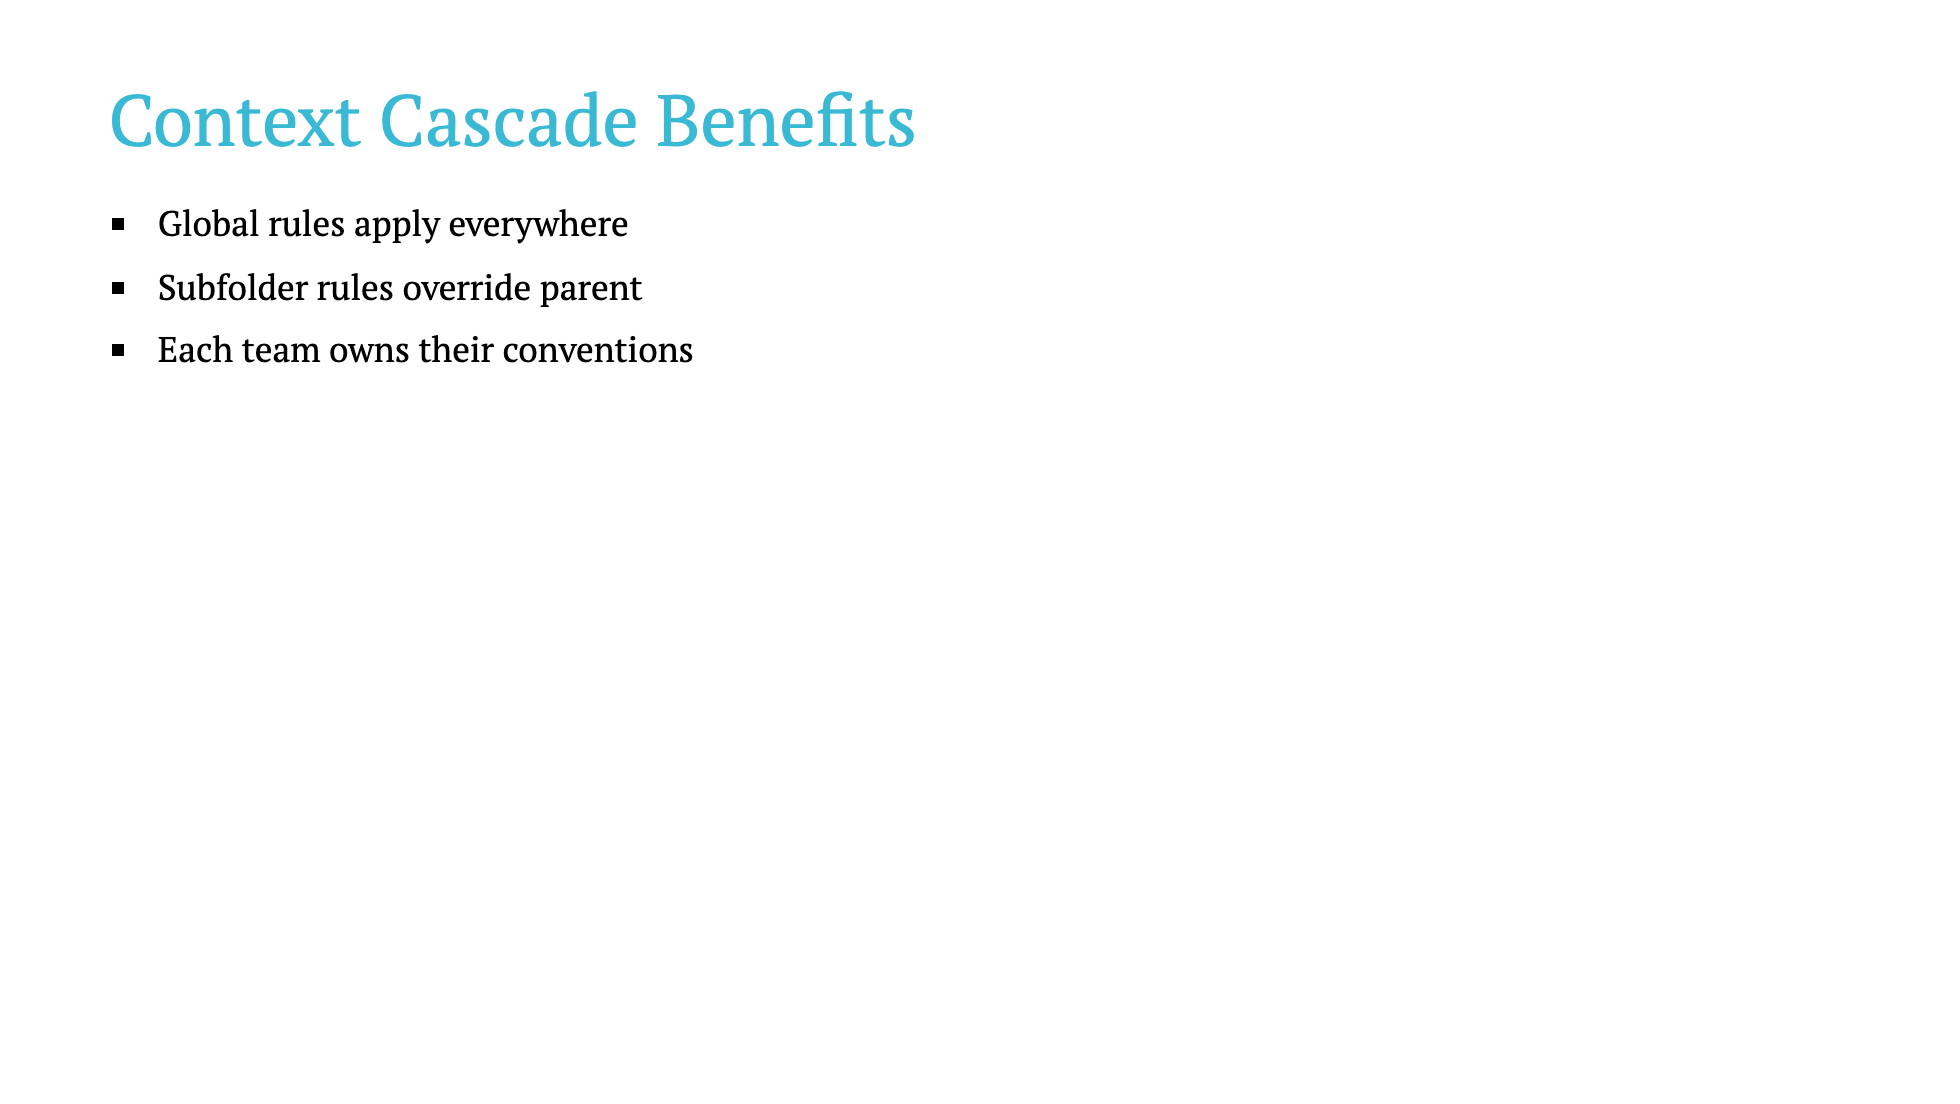 Context Cascade Benefits
Global rules apply everywhere
Subfolder rules override parent
Each team owns their conventions